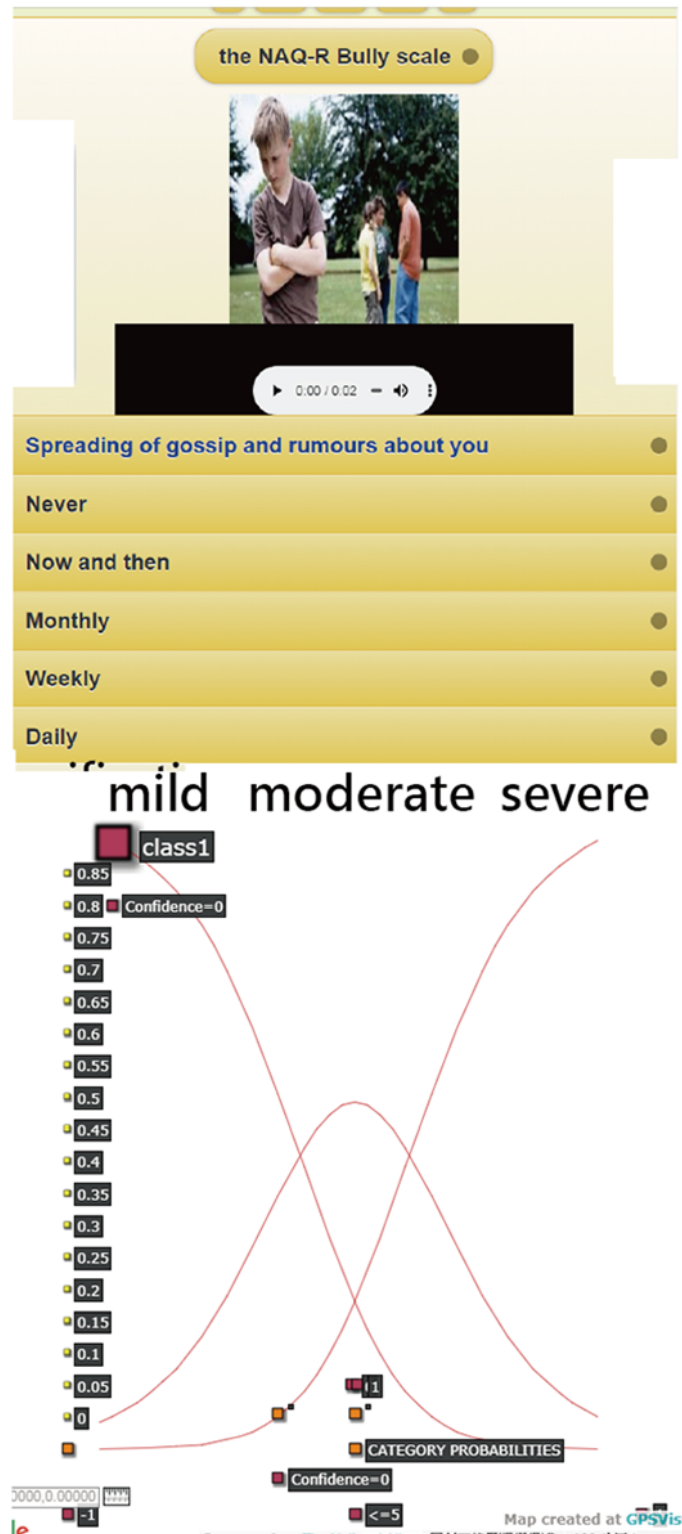 the NAQ-R Bully scale
0:00 / 0:02
Spreading of gossip and rumours about you
Never
Now and then
Monthly
Weekly
Daily
mild moderate severe
class1
0.85
0.8 Confidence=0
0.75
0.7
0.65
0.6
0.55
0.5
0.45
0.4
0.35
0.3
0.25
0.2
0.15
0.1
0.05 1
0
CATEGORY PROBABILITIES
Confidence=0
0000,0.00000
-1 <=5
Map created at GPSVis